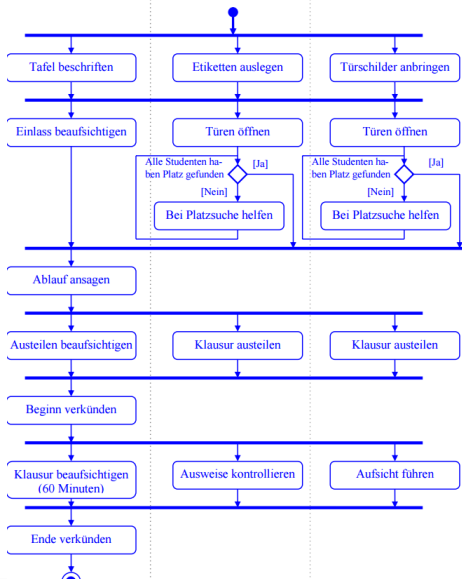 Tafel beschriften
Etiketten auslegen
Türschilder anbringen
Einlass beaufsichtigen
Türen öffnen
Türen öffnen
Alle Studenten ha-
ben Platz gefunden
[Ja]
[Nein]
Bei Platzsuche helfen
Alle Studenten ha-
ben Platz gefunden
[Ja]
[Nein]
Bei Platzsuche helfen
Ablauf ansagen
Austeilen beaufsichtigen
Klausur austeilen
Klausur austeilen
Beginn verkünden
Klausur beaufsichtigen
(60 Minuten)
Ausweise kontrollieren
Aufsicht führen
Ende verkünden